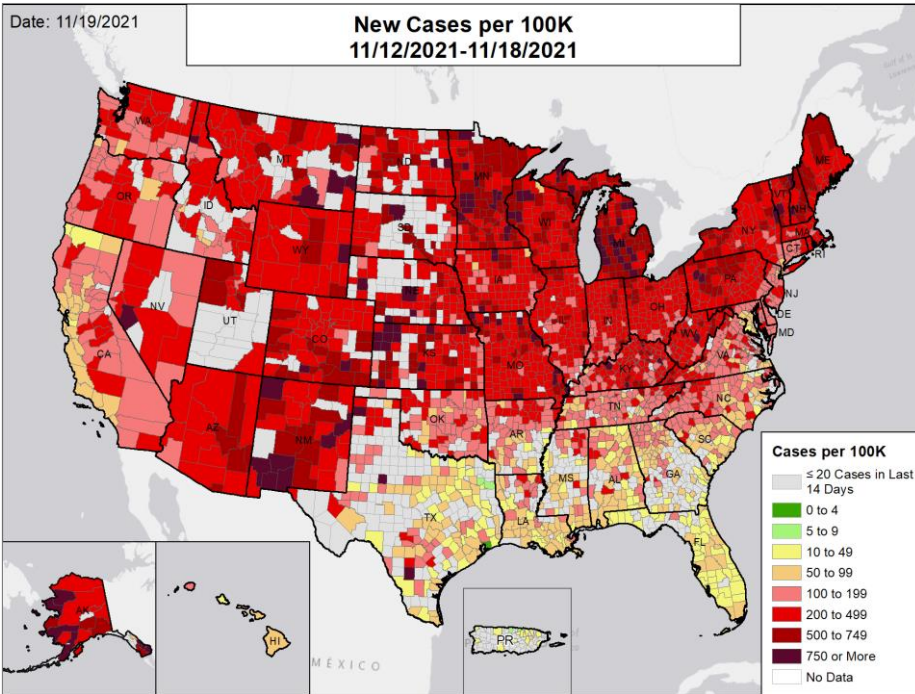 Date: 11/19/2021
New Cases per 100K
11/12/2021-11/18/2021
WA
MT
ND
MN
ME
OR
ID
SD
WI
VT
NH
WY
MI
NY
MA
CT
RI
NV
UT
NE
IA
PA
NJ
CA
CO
KS
MO
IL
IN
OH
WV
DE
MD
VA
KY
AZ
NM
OK
AR
TN
NC
SC
TX
LA
MS
AL
GA
FL
AK
HI
PR
MÉXICO
Cases per 100K
≤ 20 Cases in Last
14 Days
0 to 4
5 to 9
10 to 49
50 to 99
100 to 199
200 to 499
500 to 749
750 or More
No Data